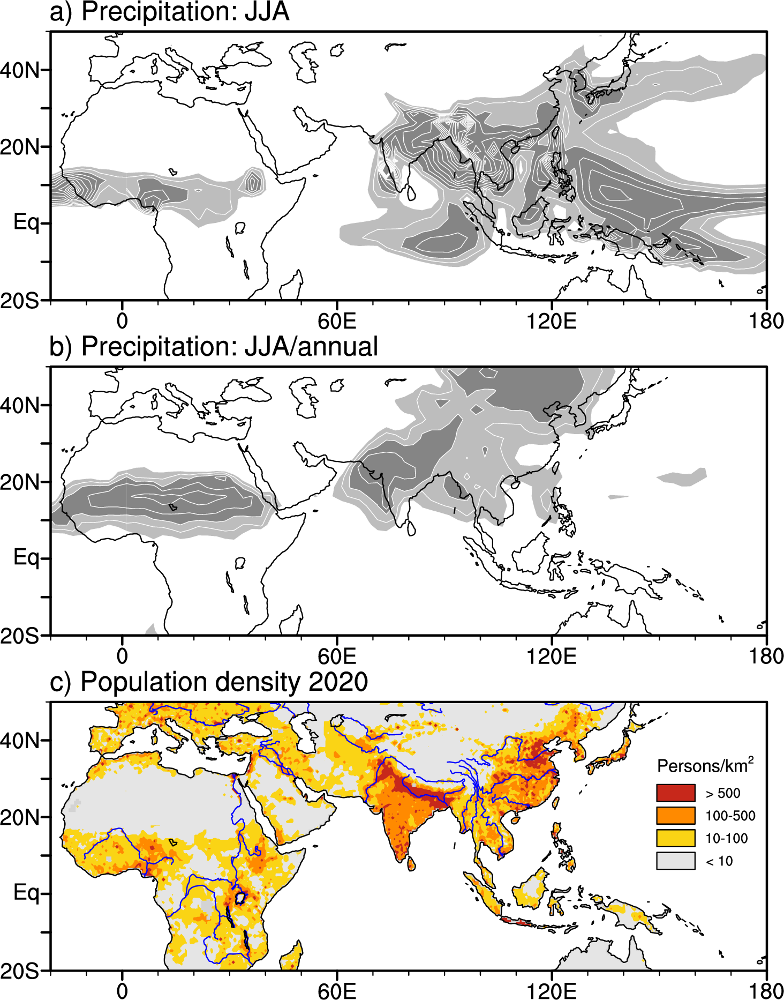 a) Precipitation: JJA
40N
20N
Eq
20S
0 60E 120E 180
b) Precipitation: JJA/annual
40N
20N
Eq
20S
0 60E 120E 180
c) Population density 2020
40N
20N
Eq
20S
Persons/km²
> 500
100-500
10-100
< 10
0 60E 120E 180